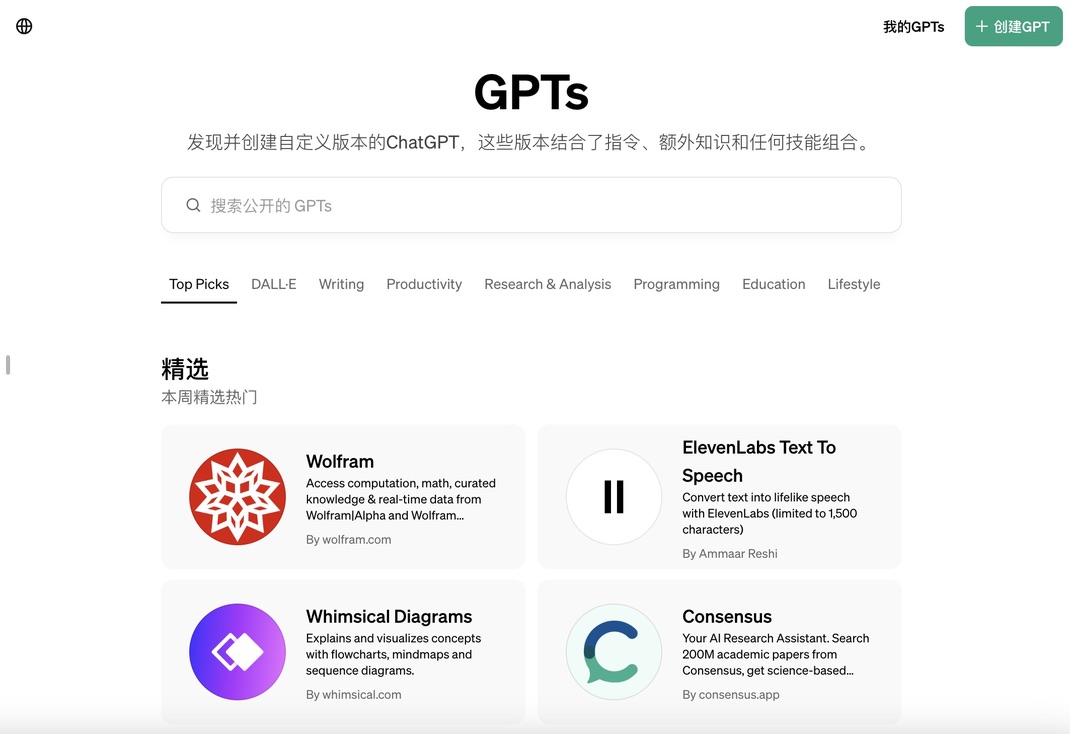 我的GPTs
创建GPT
GPTs
发现并创建自定义版本的ChatGPT，这些版本结合了指令、额外知识和任何技能组合。
搜索公开的 GPTs
Top Picks
DALL·E
Writing
Productivity
Research & Analysis
Programming
Education
Lifestyle
精选
本周精选热门
Wolfram
Access computation, math, curated
knowledge & real-time data from
Wolfram|Alpha and Wolfram...
By wolfram.com
ElevenLabs Text To
Speech
Convert text into lifelike speech
with ElevenLabs (limited to 1,500
characters)
By Ammaar Reshi
Whimsical Diagrams
Explains and visualizes concepts
with flowcharts, mindmaps and
sequence diagrams.
By whimsical.com
Consensus
Your AI Research Assistant. Search
200M academic papers from
Consensus, get science-based...
By consensus.app